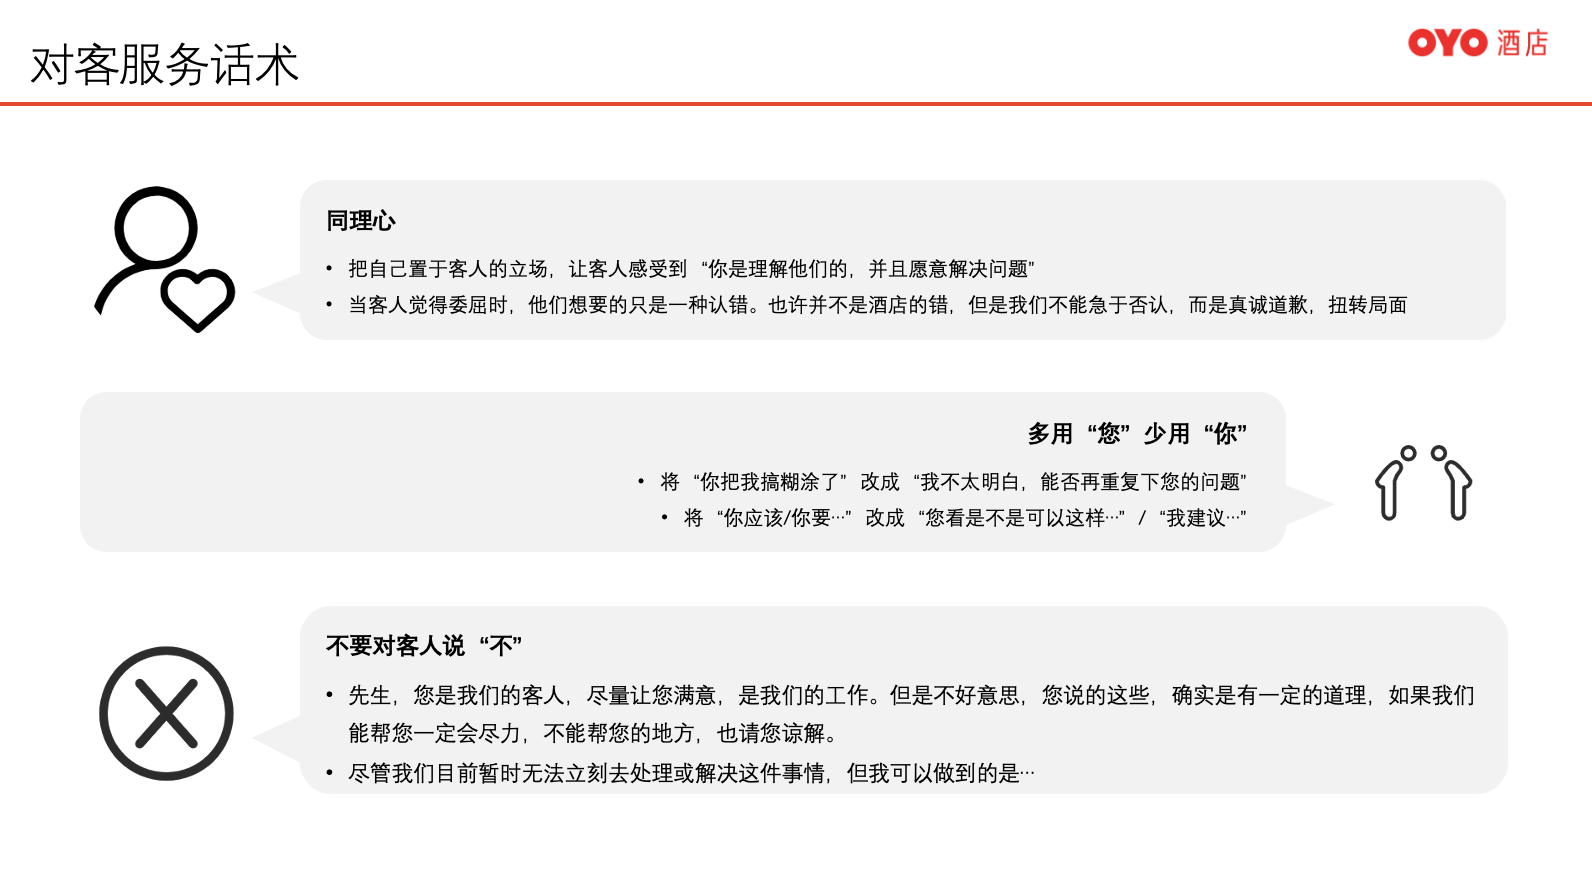 对客服务话术
OYO 酒店
同理心
• 把自己置于客人的立场，让客人感受到 “你是理解他们的，并且愿意解决问题”
• 当客人觉得委屈时，他们想要的只是一种认错。也许并不是酒店的错，但是我们不能急于否认，而是真诚道歉，扭转局面
多用 “您” 少用 “你”
• 将 “你把我搞糊涂了” 改成 “我不太明白，能否再重复下您的问题”
• 将 “你应该/你要…” 改成 “您看是不是可以这样…” / “我建议…”
不要对客人说 “不”
• 先生，您是我们的客人，尽量让您满意，是我们的工作。但是不好意思，您说的这些，确实是有一定的道理，如果我们
能帮您一定会尽力，不能帮您的地方，也请您谅解。
• 尽管我们目前暂时无法立刻去处理或解决这件事情，但我可以做到的是…